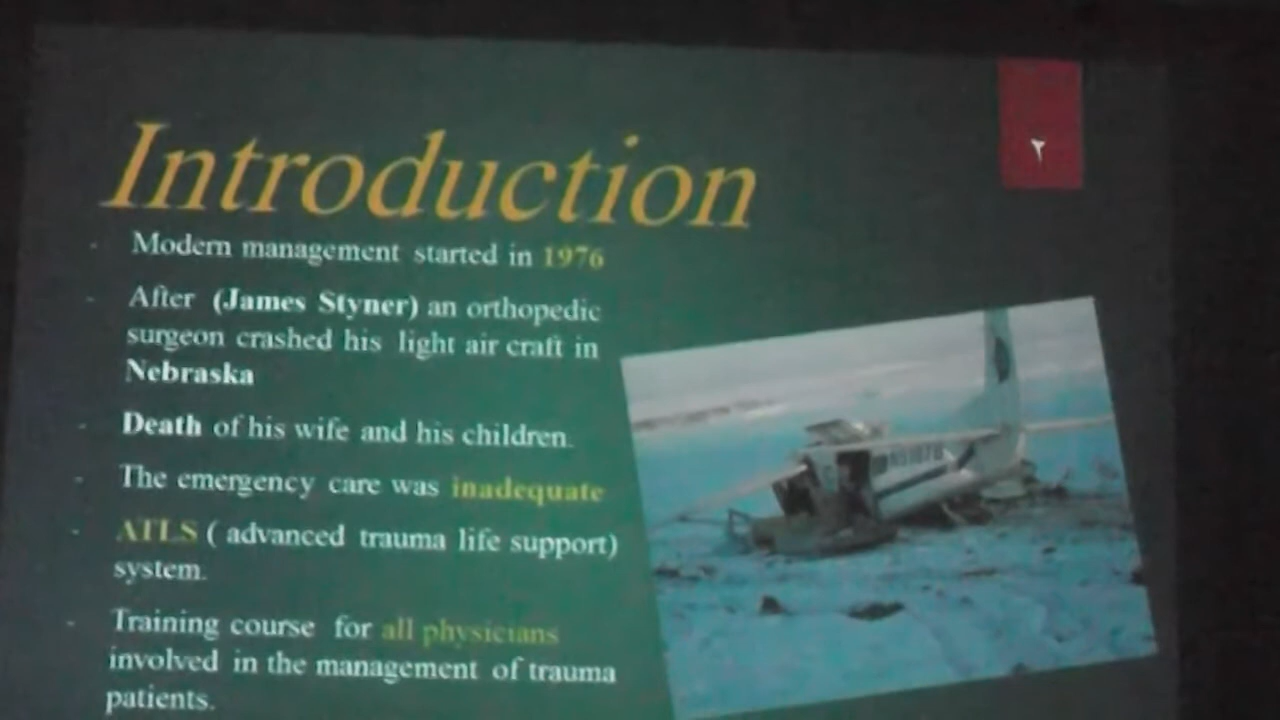 ٢
Introduction
- Modern management started in 1976
- After (James Styner) an orthopedic
surgeon crashed his light air craft in
Nebraska
- Death of his wife and his children.
- The emergency care was inadequate
- ATLS ( advanced trauma life support)
system.
- Training course for all physicians
involved in the management of trauma
patients.